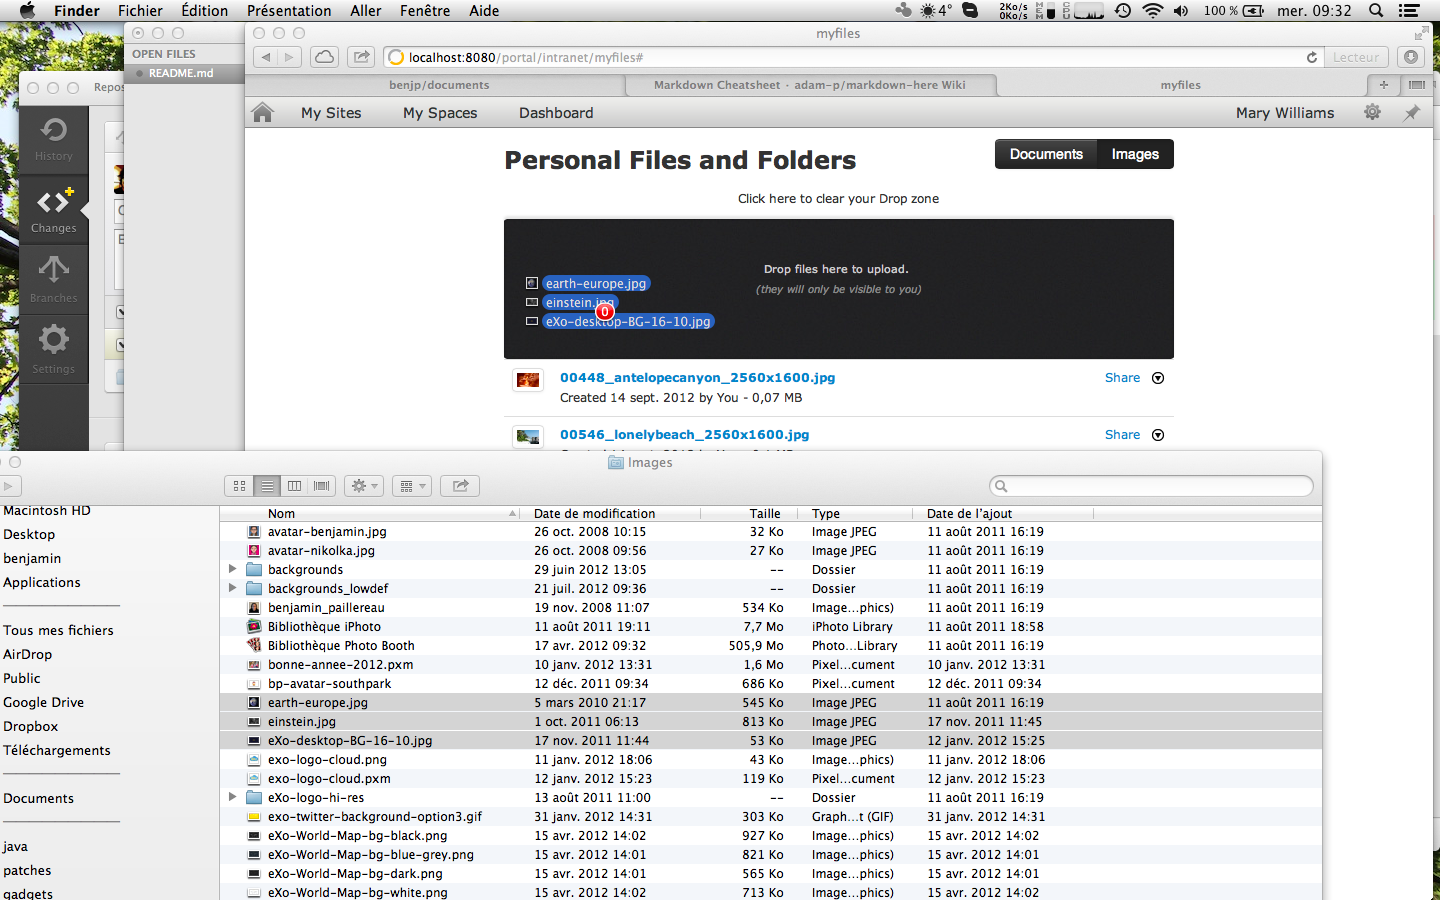 Finder Fichier Édition Présentation Aller Fenêtre Aide 4° 2Ko/s 0Ko/s MEM CPU 100 % mer. 09:32
myfiles
OPEN FILES
README.md
localhost:8080/portal/intranet/myfiles#
Lecteur
Repos
benjp/documents
Markdown Cheatsheet · adam-p/markdown-here Wiki
myfiles
My Sites My Spaces Dashboard Mary Williams
History
Changes
Branches
Settings
Personal Files and Folders
Documents Images
Click here to clear your Drop zone
Drop files here to upload.
(they will only be visible to you)
earth-europe.jpg
einstein.jpg
0
eXo-desktop-BG-16-10.jpg
00448_antelopecanyon_2560x1600.jpg Share
Created 14 sept. 2012 by You - 0,07 MB
00546_lonelybeach_2560x1600.jpg Share
Images
Macintosh HD
Desktop
benjamin
Applications
Tous mes fichiers
AirDrop
Public
Google Drive
Dropbox
Téléchargements
Documents
java
patches
gadgets
Nom Date de modification Taille Type Date de l'ajout
avatar-benjamin.jpg 26 oct. 2008 10:15 32 Ko Image JPEG 11 août 2011 16:19
avatar-nikolka.jpg 26 oct. 2008 09:56 27 Ko Image JPEG 11 août 2011 16:19
backgrounds 29 juin 2012 13:05 -- Dossier 11 août 2011 16:19
backgrounds_lowdef 21 juil. 2012 09:36 -- Dossier 11 août 2011 16:19
benjamin_paillereau 19 nov. 2008 11:07 534 Ko Image...phics) 11 août 2011 16:19
Bibliothèque iPhoto 11 août 2011 19:11 7,7 Mo iPhoto Library 11 août 2011 18:58
Bibliothèque Photo Booth 17 avr. 2012 09:32 505,9 Mo Photo...Library 11 août 2011 16:19
bonne-annee-2012.pxm 10 janv. 2012 13:31 1,6 Mo Pixel...cument 10 janv. 2012 13:31
bp-avatar-southpark 12 déc. 2011 09:34 686 Ko Pixel...cument 12 déc. 2011 09:34
earth-europe.jpg 5 mars 2010 21:17 545 Ko Image JPEG 11 août 2011 16:19
einstein.jpg 1 oct. 2011 06:13 813 Ko Image JPEG 17 nov. 2011 11:45
eXo-desktop-BG-16-10.jpg 17 nov. 2011 11:44 53 Ko Image JPEG 12 janv. 2012 15:25
exo-logo-cloud.png 11 janv. 2012 18:06 43 Ko Image...phics) 11 janv. 2012 18:06
exo-logo-cloud.pxm 12 janv. 2012 15:23 119 Ko Pixel...cument 12 janv. 2012 15:23
eXo-logo-hi-res 13 août 2011 11:00 -- Dossier 11 août 2011 16:19
exo-twitter-background-option3.gif 31 janv. 2012 14:31 303 Ko Graph...t (GIF) 31 janv. 2012 14:31
eXo-World-Map-bg-black.png 15 avr. 2012 14:02 927 Ko Image...phics) 15 avr. 2012 14:02
eXo-World-Map-bg-blue-grey.png 15 avr. 2012 14:01 821 Ko Image...phics) 15 avr. 2012 14:01
eXo-World-Map-bg-dark.png 15 avr. 2012 14:01 565 Ko Image...phics) 15 avr. 2012 14:01
eXo-World-Map-bg-white.png 15 avr. 2012 14:02 713 Ko Image...phics) 15 avr. 2012 14:02